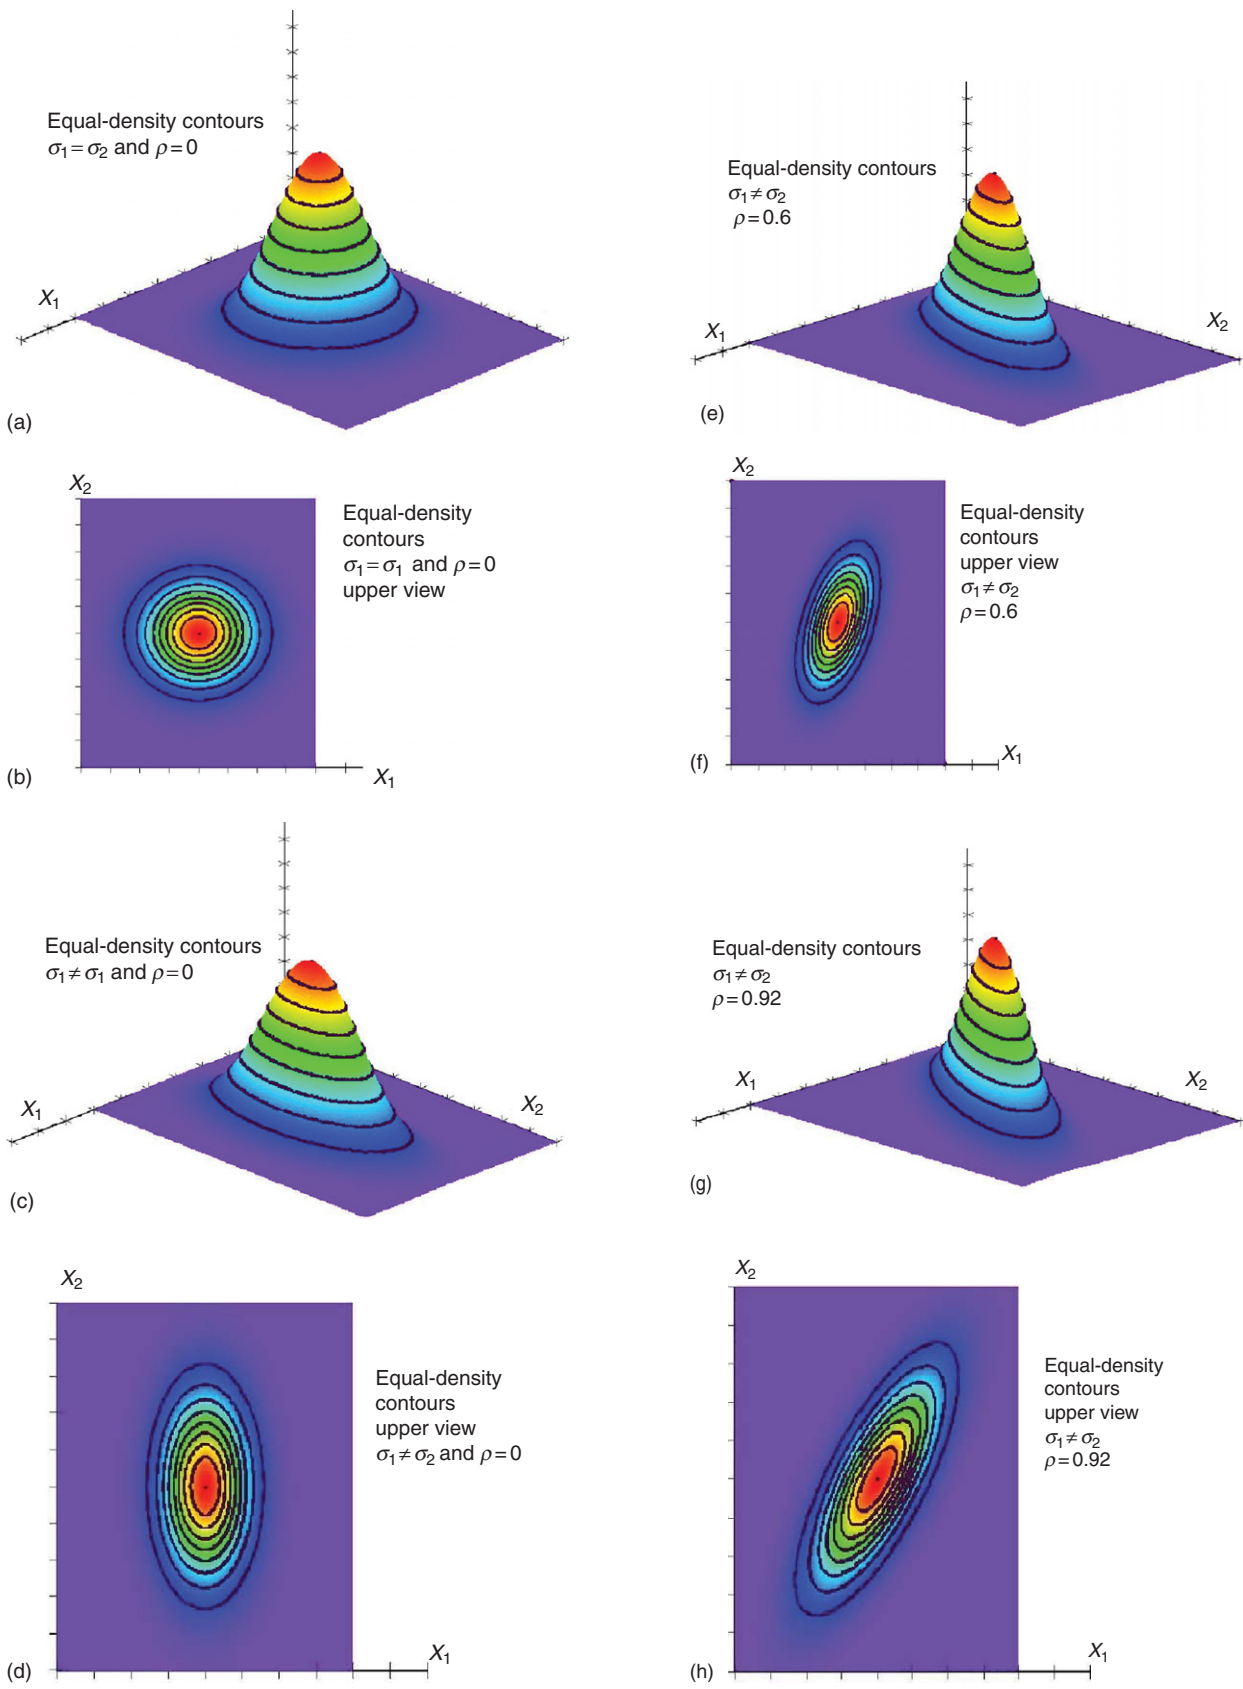 Equal-density contours
σ₁ = σ₂ and ρ = 0
X₁
(a)
X₂
Equal-density
contours
σ₁ = σ₁ and ρ = 0
upper view
(b)
X₁
Equal-density contours
σ₁ ≠ σ₁ and ρ = 0
X₁
X₂
(c)
X₂
Equal-density
contours
upper view
σ₁ ≠ σ₂ and ρ = 0
X₁
(d)
Equal-density contours
σ₁ ≠ σ₂
ρ = 0.6
X₁
X₂
(e)
X₂
Equal-density
contours
upper view
σ₁ ≠ σ₂
ρ = 0.6
X₁
(f)
Equal-density contours
σ₁ ≠ σ₂
ρ = 0.92
X₁
X₂
(g)
X₂
Equal-density
contours
upper view
σ₁ ≠ σ₂
ρ = 0.92
X₁
(h)